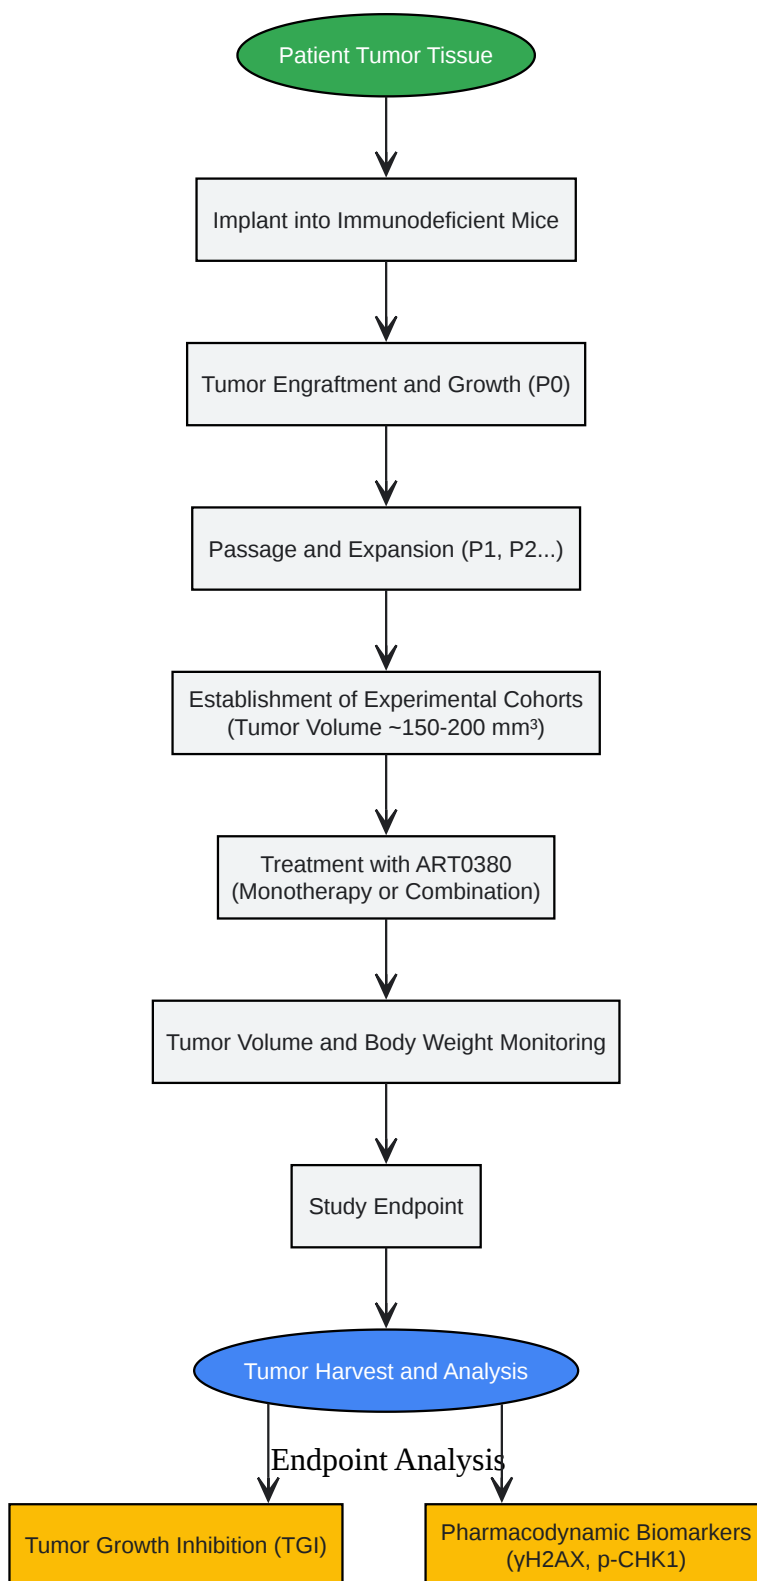 Patient Tumor Tissue
Implant into Immunodeficient Mice
Tumor Engraftment and Growth (P0)
Passage and Expansion (P1, P2...)
Establishment of Experimental Cohorts
(Tumor Volume ~150-200 mm³)
Treatment with ART0380
(Monotherapy or Combination)
Tumor Volume and Body Weight Monitoring
Study Endpoint
Tumor Harvest and Analysis
Endpoint Analysis
Tumor Growth Inhibition (TGI)
Pharmacodynamic Biomarkers
(γH2AX, p-CHK1)